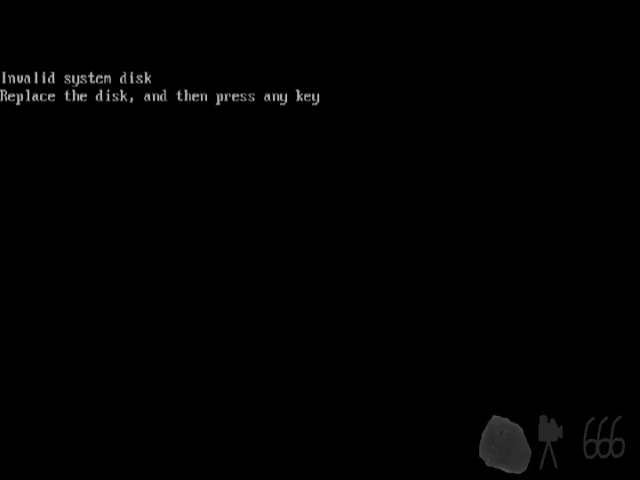 Invalid system disk
Replace the disk, and then press any key
666